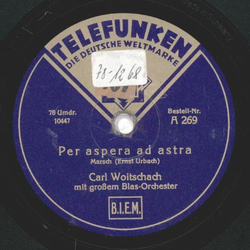 TELEFUNKEN
DIE DEUTSCHE WELTMARKE
78 Umdr.
10447
Bestell-Nr.
A 269
Per aspera ad astra
Marsch (Ernst Urbach)
Carl Woitschach
mit großem Blas-Orchester
B.I.E.M.